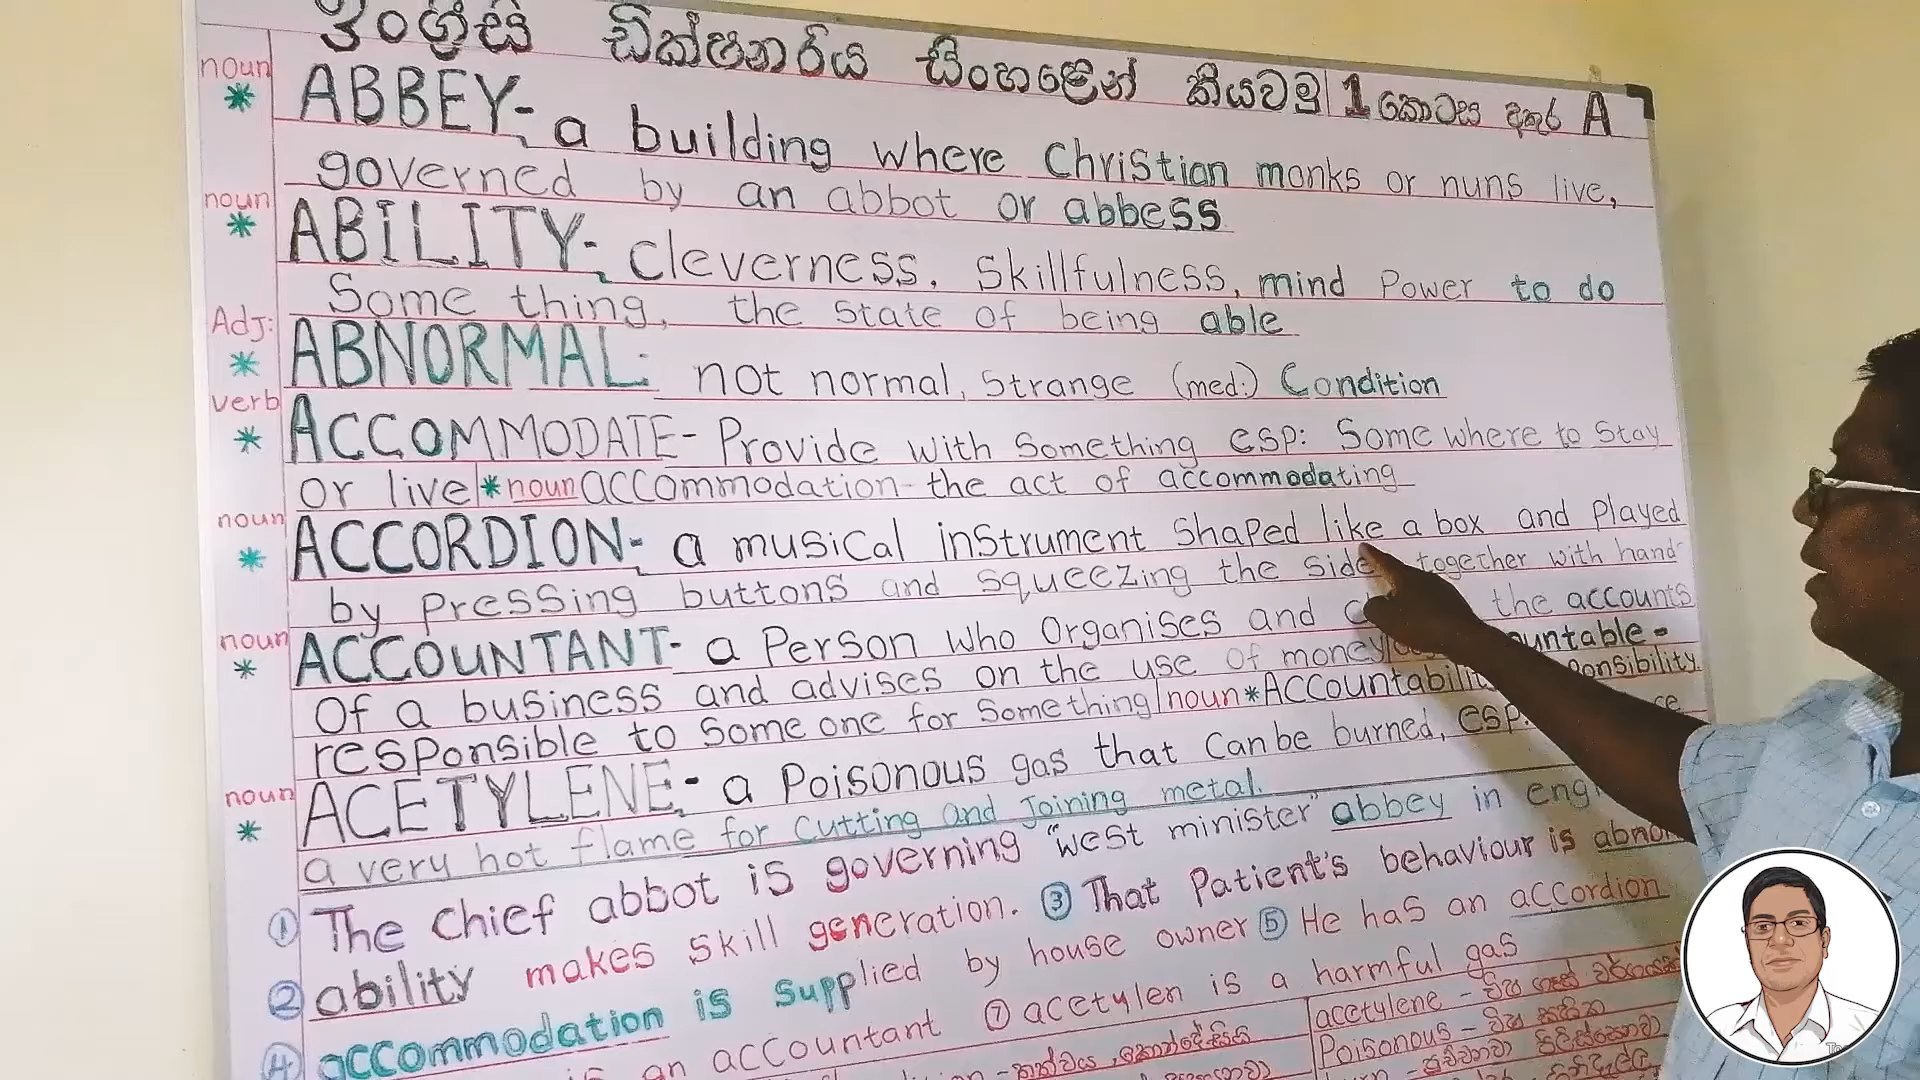 ඉංග්‍රීසි ඩික්ෂනාරිය සිංහළෙන් කියවමු 1 කොටස අකුර A
noun * ABBEY- a building where Christian monks or nuns live,
governed by an abbot or abbess
noun * ABILITY- Cleverness, Skillfulness, mind Power to do
Some thing, the State of being able
Adj: * ABNORMAL- not normal, Strange (med:) Condition
verb * ACCOMMODATE- Provide with Something esp: Some where to Stay
or live *noun accommodation- the act of accommodating
noun * ACCORDION- a musical instrument Shaped like a box and Played
by Pressing buttons and squeezing the side together with hand
noun * ACCOUNTANT- a Person who Organises and the accounts
Of a business and advises on the use of money
responsible to Some one for Something noun * ACCountabili
noun * ACETYLENE- a Poisonous gas that Can be burned, esp:
a very hot flame for Cutting and Joining metal.
① The Chief abbot is governing "West minister" abbey in
② ability makes skill generation. ③ That Patient's behaviour is
④ accommodation is supplied by house owner ⑤ He has an accordion
is an accountant ⑦ acetylen is a harmful gas
acetylene -
Poisonous -